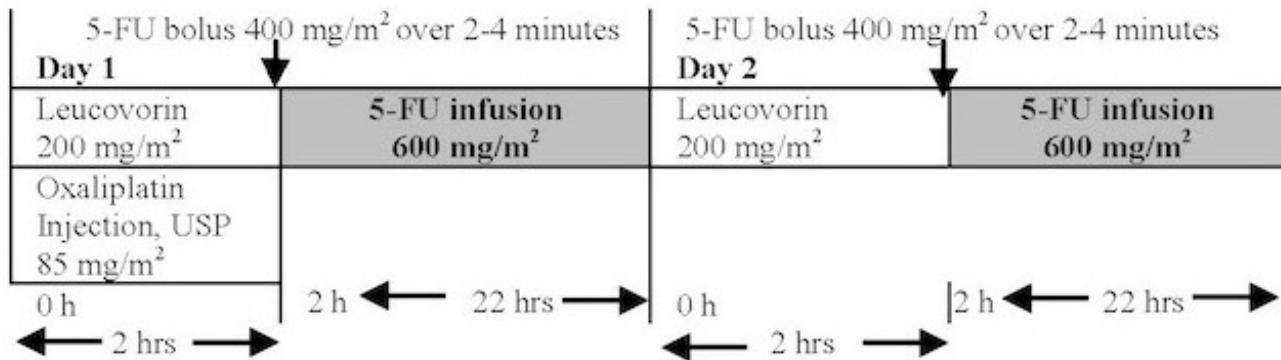 5-FU bolus 400 mg/m² over 2-4 minutes
Day 1
Leucovorin
200 mg/m²
5-FU infusion
600 mg/m²
Oxaliplatin
Injection, USP
85 mg/m²
0 h
2 h
22 hrs
2 hrs
5-FU bolus 400 mg/m² over 2-4 minutes
Day 2
Leucovorin
200 mg/m²
5-FU infusion
600 mg/m²
0 h
2 h
22 hrs
2 hrs